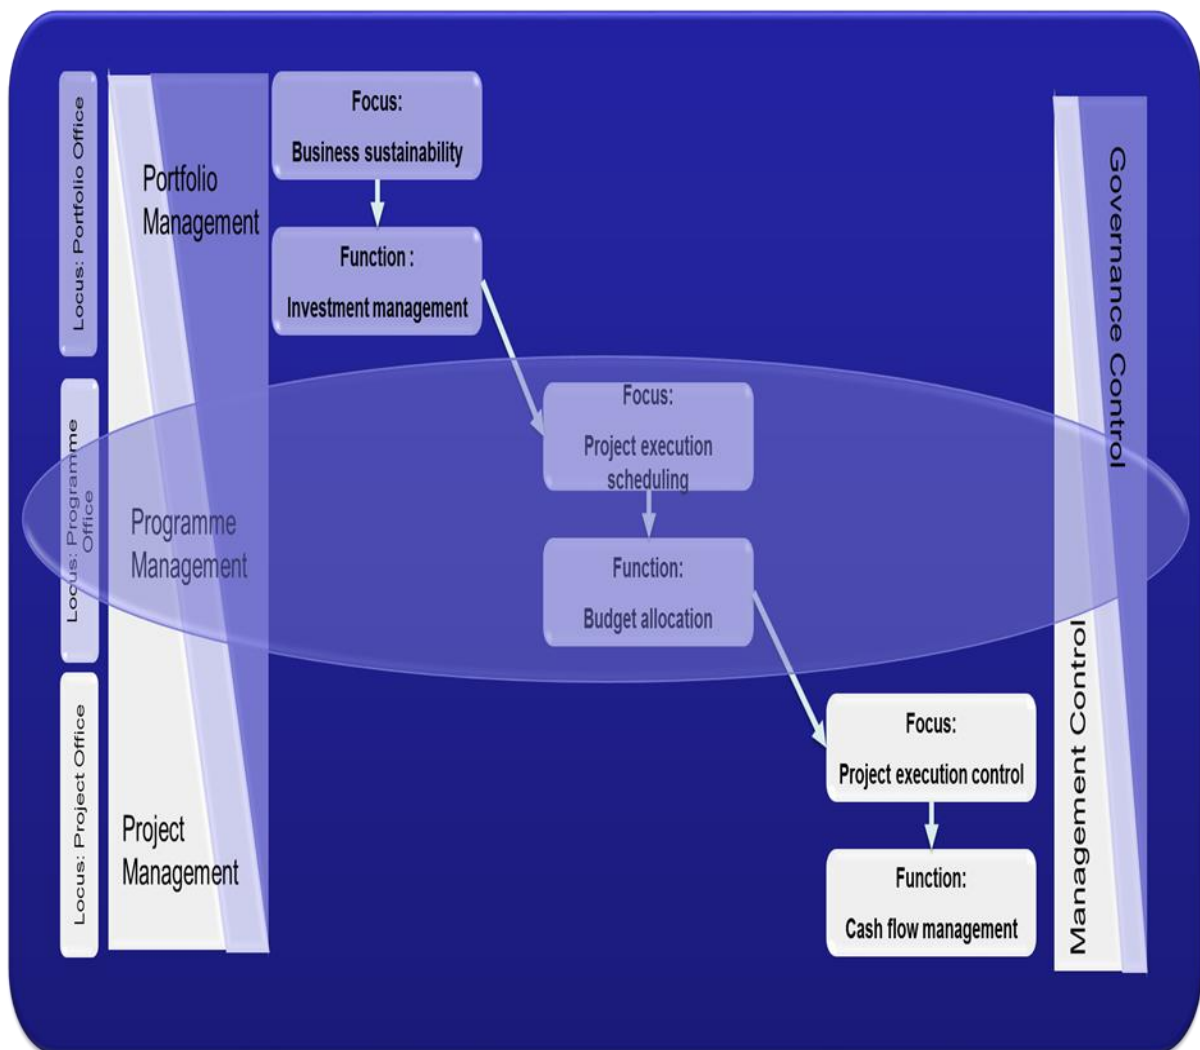 Locus: Portfolio Office
Portfolio
Management
Focus:
Business sustainability
Function :
Investment management
Locus: Programme
Office
Programme
Management
Focus:
Project execution
scheduling
Function:
Budget allocation
Locus: Project Office
Project
Management
Focus:
Project execution control
Function:
Cash flow management
Governance Control
Management Control